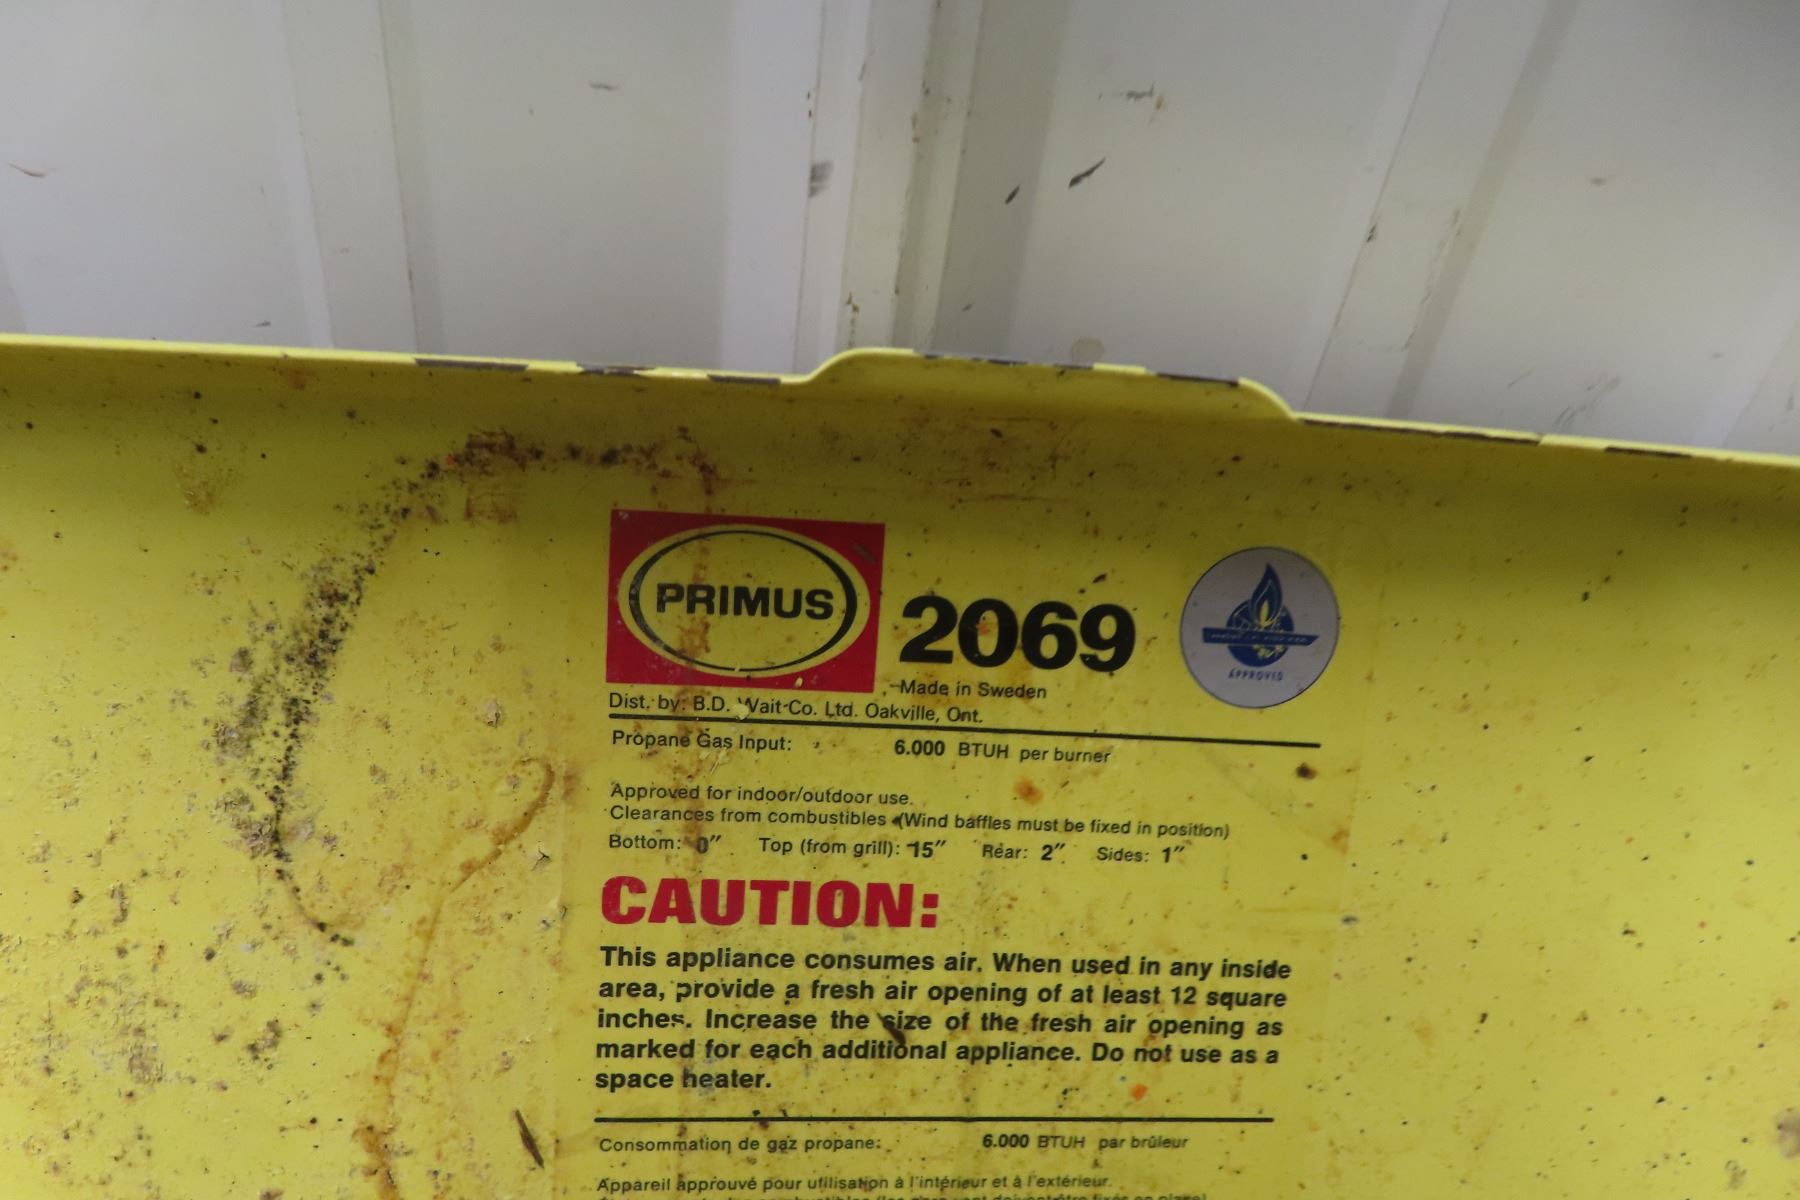 PRIMUS
2069
APPROVED
Made in Sweden
Dist. by: B.D. Wait Co. Ltd. Oakville, Ont.
Propane Gas Input: 6.000 BTUH per burner
Approved for indoor/outdoor use.
Clearances from combustibles (Wind baffles must be fixed in position)
Bottom: 0" Top (from grill): 15" Rear: 2" Sides: 1"
CAUTION:
This appliance consumes air. When used in any inside
area, provide a fresh air opening of at least 12 square
inches. Increase the size of the fresh air opening as
marked for each additional appliance. Do not use as a
space heater.
Consommation de gaz propane: 6.000 BTUH par brûleur
Appareil approuvé pour utilisation à l'intérieur et à l'extérieur.